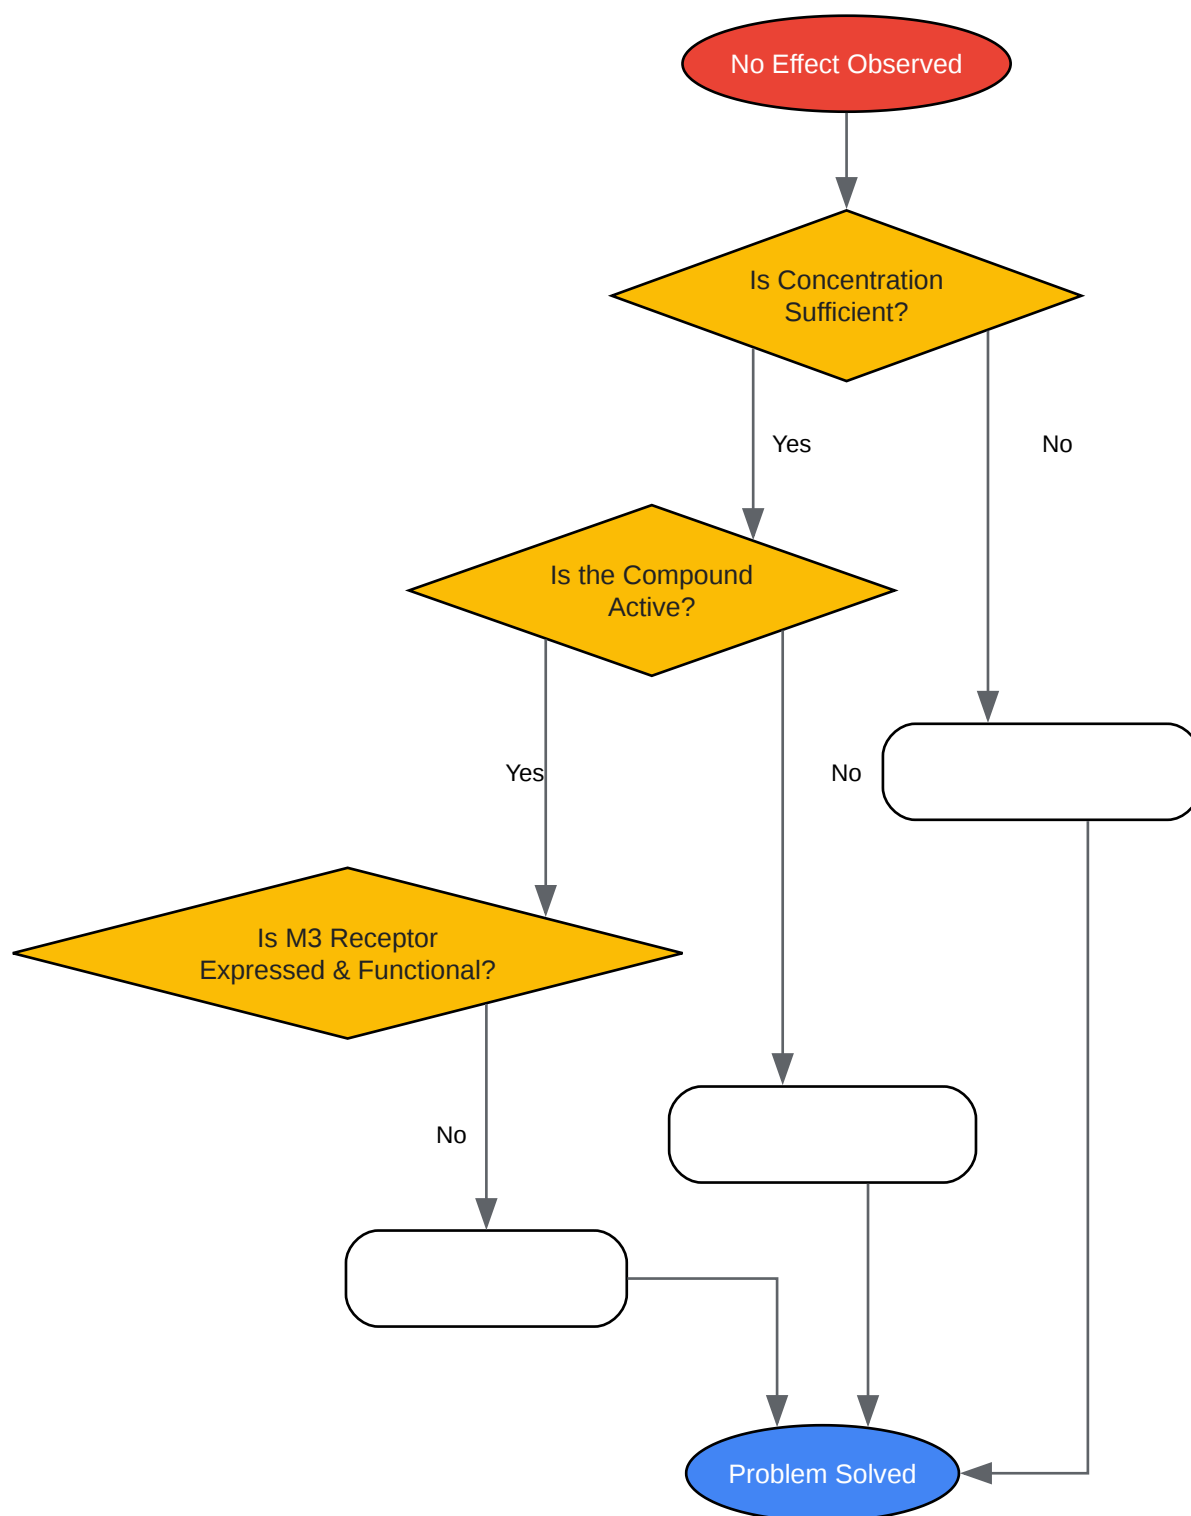 No Effect Observed
Is Concentration
Sufficient?
Yes
No
Is the Compound
Active?
Yes
No
Is M3 Receptor
Expressed & Functional?
No
Problem Solved